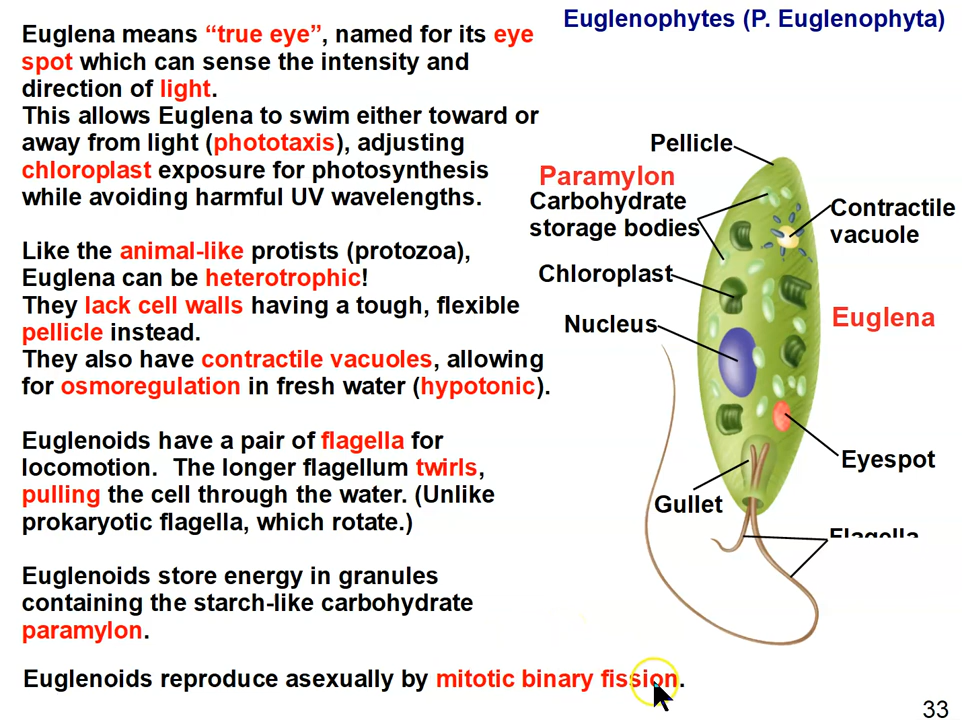 Euglenophytes (P. Euglenophyta)
Euglena means “true eye”, named for its eye
spot which can sense the intensity and
direction of light.
This allows Euglena to swim either toward or
away from light (phototaxis), adjusting
chloroplast exposure for photosynthesis
while avoiding harmful UV wavelengths.
Like the animal-like protists (protozoa),
Euglena can be heterotrophic!
They lack cell walls having a tough, flexible
pellicle instead.
They also have contractile vacuoles, allowing
for osmoregulation in fresh water (hypotonic).
Euglenoids have a pair of flagella for
locomotion.  The longer flagellum twirls,
pulling the cell through the water. (Unlike
prokaryotic flagella, which rotate.)
Euglenoids store energy in granules
containing the starch-like carbohydrate
paramylon.
Euglenoids reproduce asexually by mitotic binary fission.
Pellicle
Paramylon
Carbohydrate
storage bodies
Contractile
vacuole
Chloroplast
Euglena
Nucleus
Eyespot
Gullet
Flagella
33